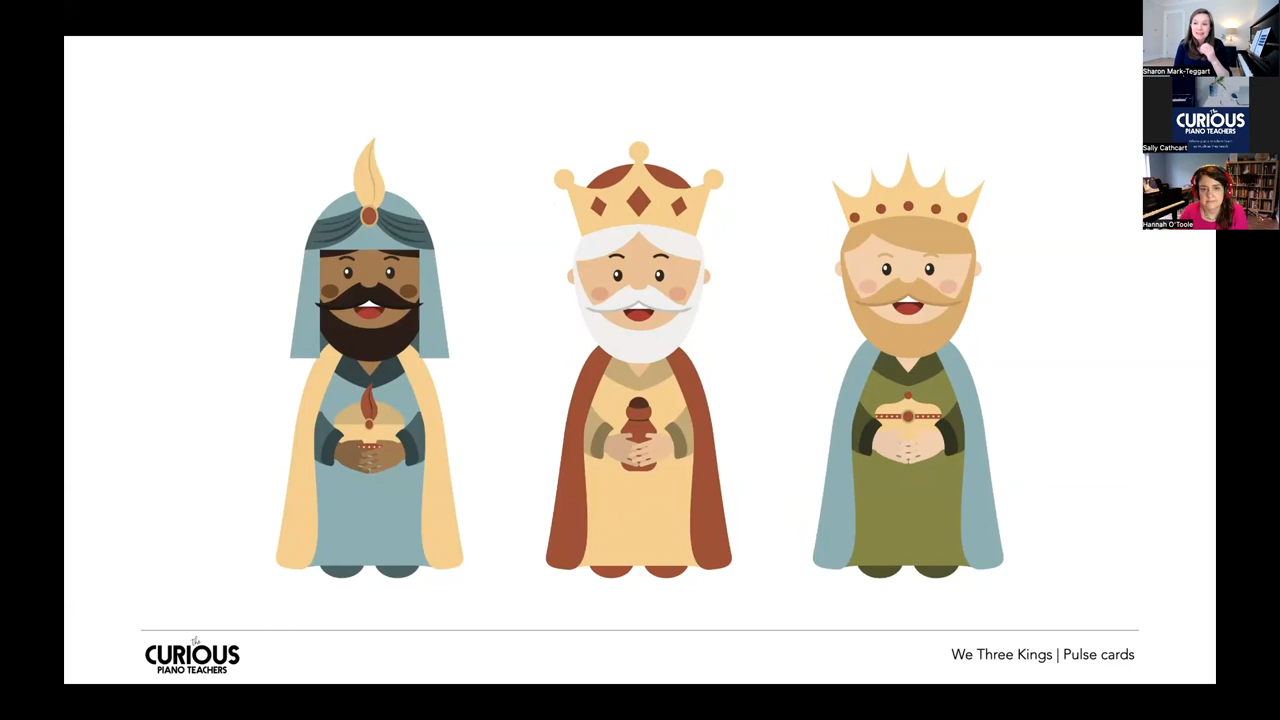 Sharon Mark-Teggart
the
CURIOUS
PIANO TEACHERS
Sally Cathcart
Hannah O'Toole
the
CURIOUS
PIANO TEACHERS
We Three Kings | Pulse cards